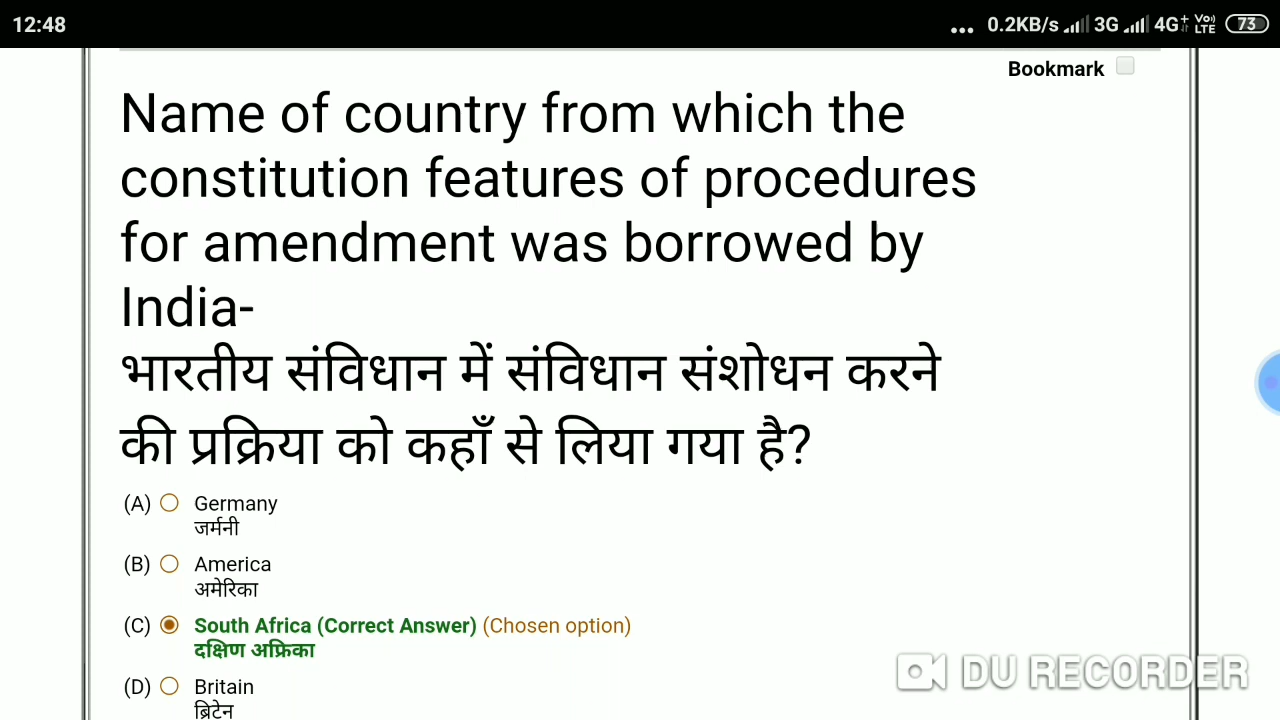 12:48 ... 0.2KB/s 3G 4G+ Vo)) LTE 73
Bookmark
Name of country from which the
constitution features of procedures
for amendment was borrowed by
India-
भारतीय संविधान में संविधान संशोधन करने
की प्रक्रिया को कहाँ से लिया गया है?
(A) Germany
जर्मनी
(B) America
अमेरिका
(C) South Africa (Correct Answer) (Chosen option)
दक्षिण अफ्रिका
(D) Britain
ब्रिटेन
DU RECORDER